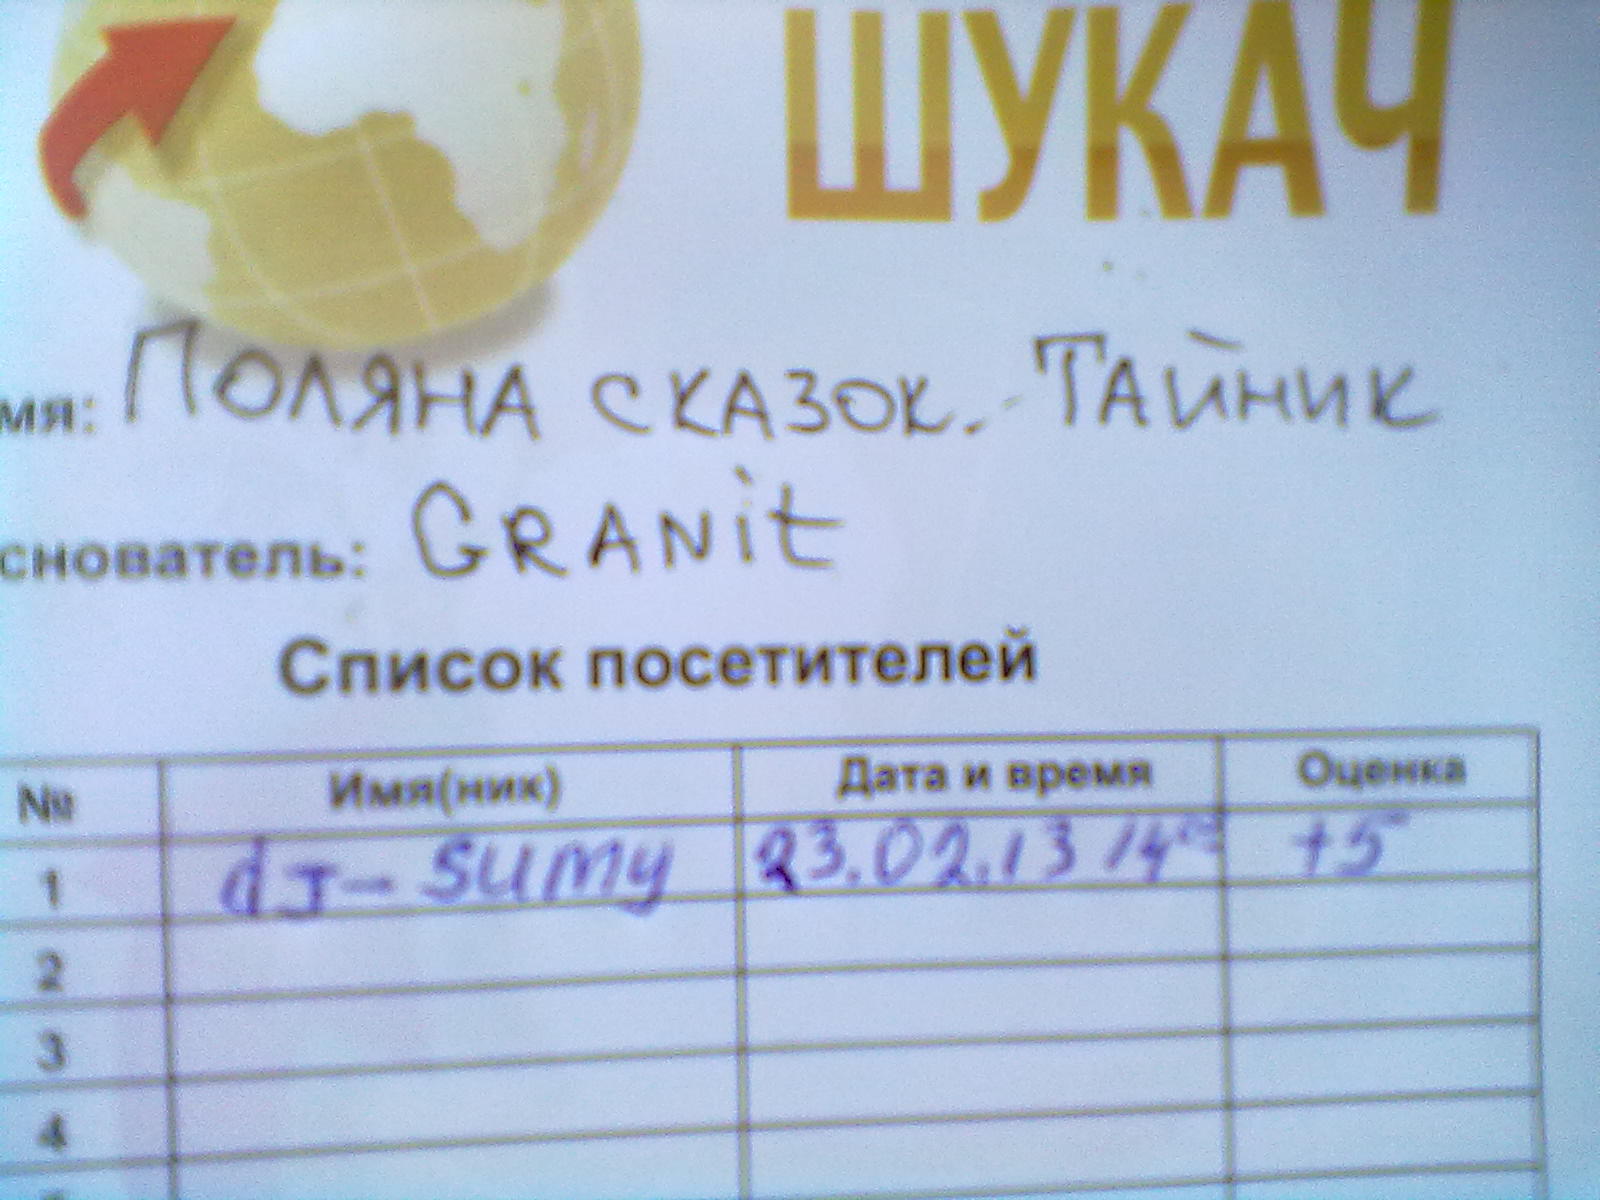 ШУКАЧ
мя: Поляна сказок. Тайник
снователь: GRANit
Список посетителей
№ Имя(ник) Дата и время Оценка
1 dJ-SUMY 23.02.13 14 +5
2
3
4